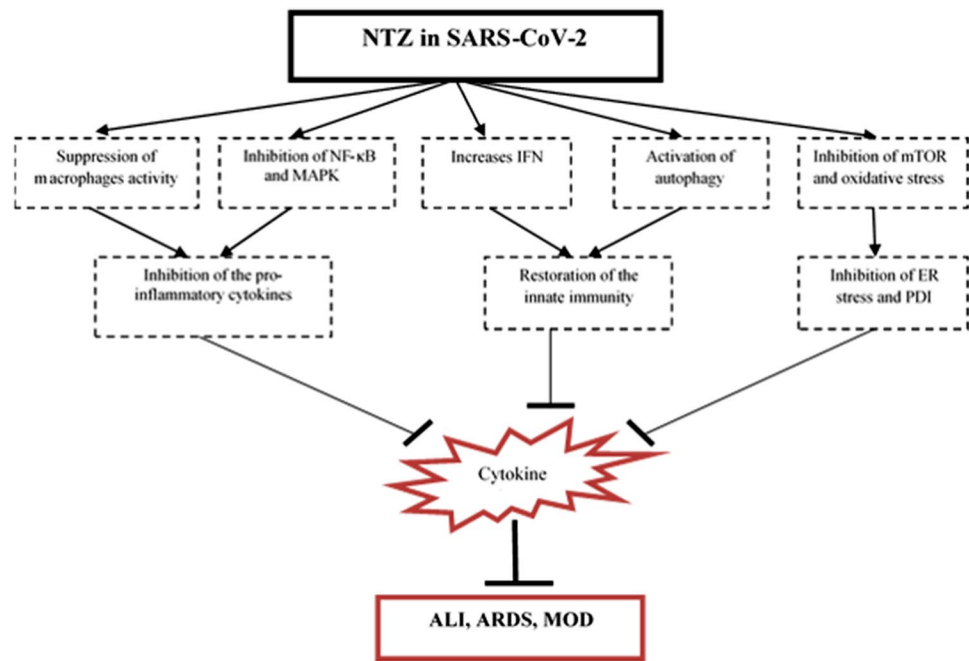 NTZ in SARS-CoV-2
Suppression of
macrophages activity
Inhibition of NF-κB
and MAPK
Increases IFN
Activation of
autophagy
Inhibition of mTOR
and oxidative stress
Inhibition of the pro-
inflammatory cytokines
Restoration of the
innate immunity
Inhibition of ER
stress and PDI
Cytokine
ALI, ARDS, MOD